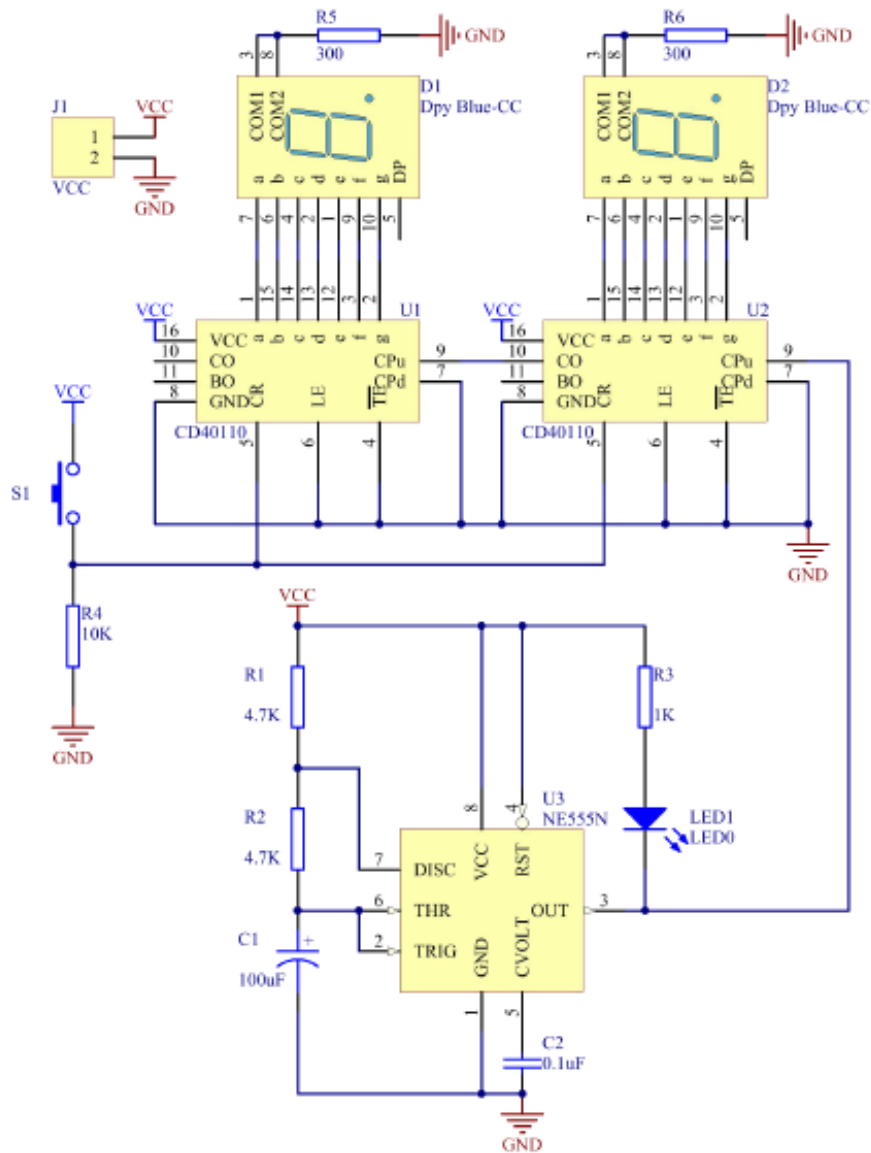 R5
300
GND
3
8
COM1
COM2
D1
Dpy Blue-CC
a
b
c
d
e
f
g
DP
7
6
4
2
1
9
10
5
R6
300
GND
3
8
COM1
COM2
D2
Dpy Blue-CC
a
b
c
d
e
f
g
DP
7
6
4
2
1
9
10
5
J1
VCC
1
2
VCC
GND
1
15
14
13
12
3
2
U1
VCC
16
10
11
8
VCC
CO
BO
GND
a
b
c
d
e
f
g
CPu
CPd
9
7
CR
LE
TE
CD40110
5
6
4
1
15
14
13
12
3
2
U2
VCC
16
10
11
8
VCC
CO
BO
GND
a
b
c
d
e
f
g
CPu
CPd
9
7
CR
LE
TE
CD40110
5
6
4
GND
VCC
S1
R4
10K
GND
VCC
R1
4.7K
R2
4.7K
C1
+
100uF
R3
1K
LED1
LED0
U3
NE555N
8
4
7
6
2
3
1
5
DISC
THR
TRIG
VCC
RST
OUT
GND
CVOLT
C2
0.1uF
GND